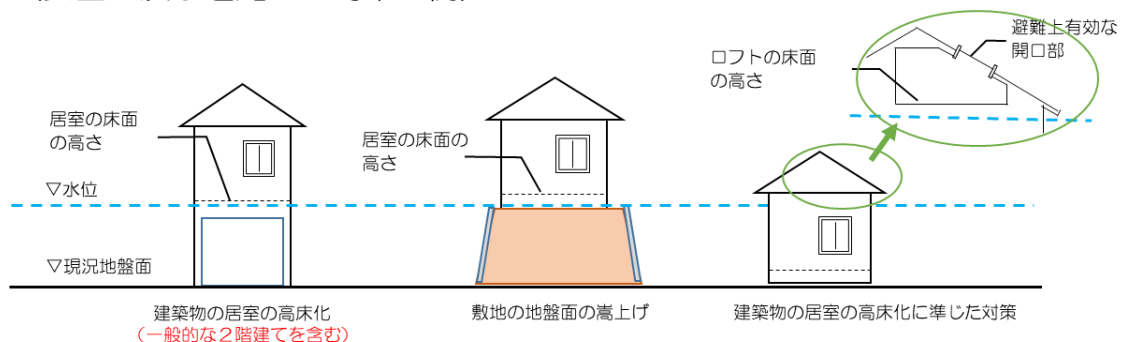 避難上有効な
開口部
ロフトの床面
の高さ
居室の床面
の高さ
居室の床面の
高さ
▽水位
▽現況地盤面
建築物の居室の高床化
(一般的な2階建てを含む)
敷地の地盤面の嵩上げ
建築物の居室の高床化に準じた対策